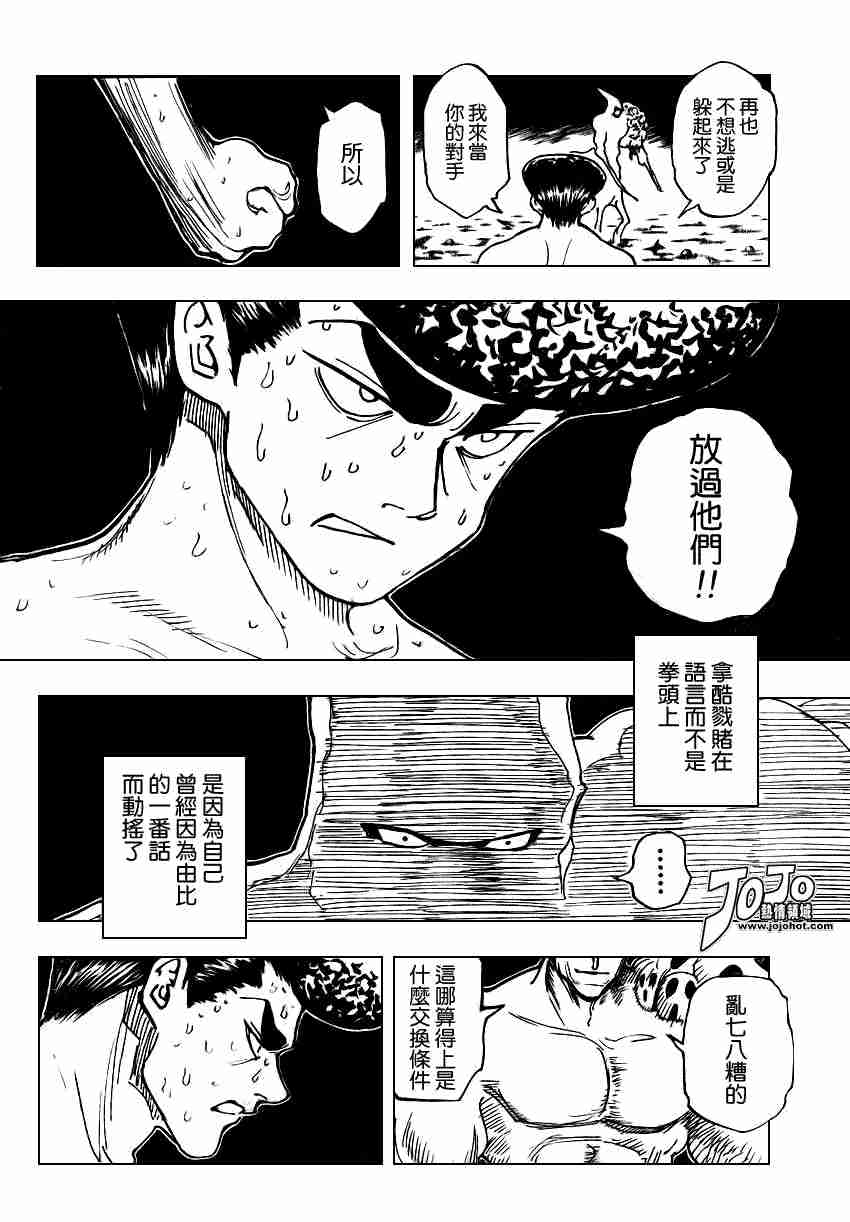 再也
不想逃或是
躲起來了
我來當
你的對手
所以
放過他們!!
拿酷戮賭在
語言而不是
拳頭上
……
是因為自己
曾經因為由比
的一番話
而動搖了
JOJO
熱情領域
www.jojohot.com
亂七八糟的
這哪算得上是
什麼交換條件